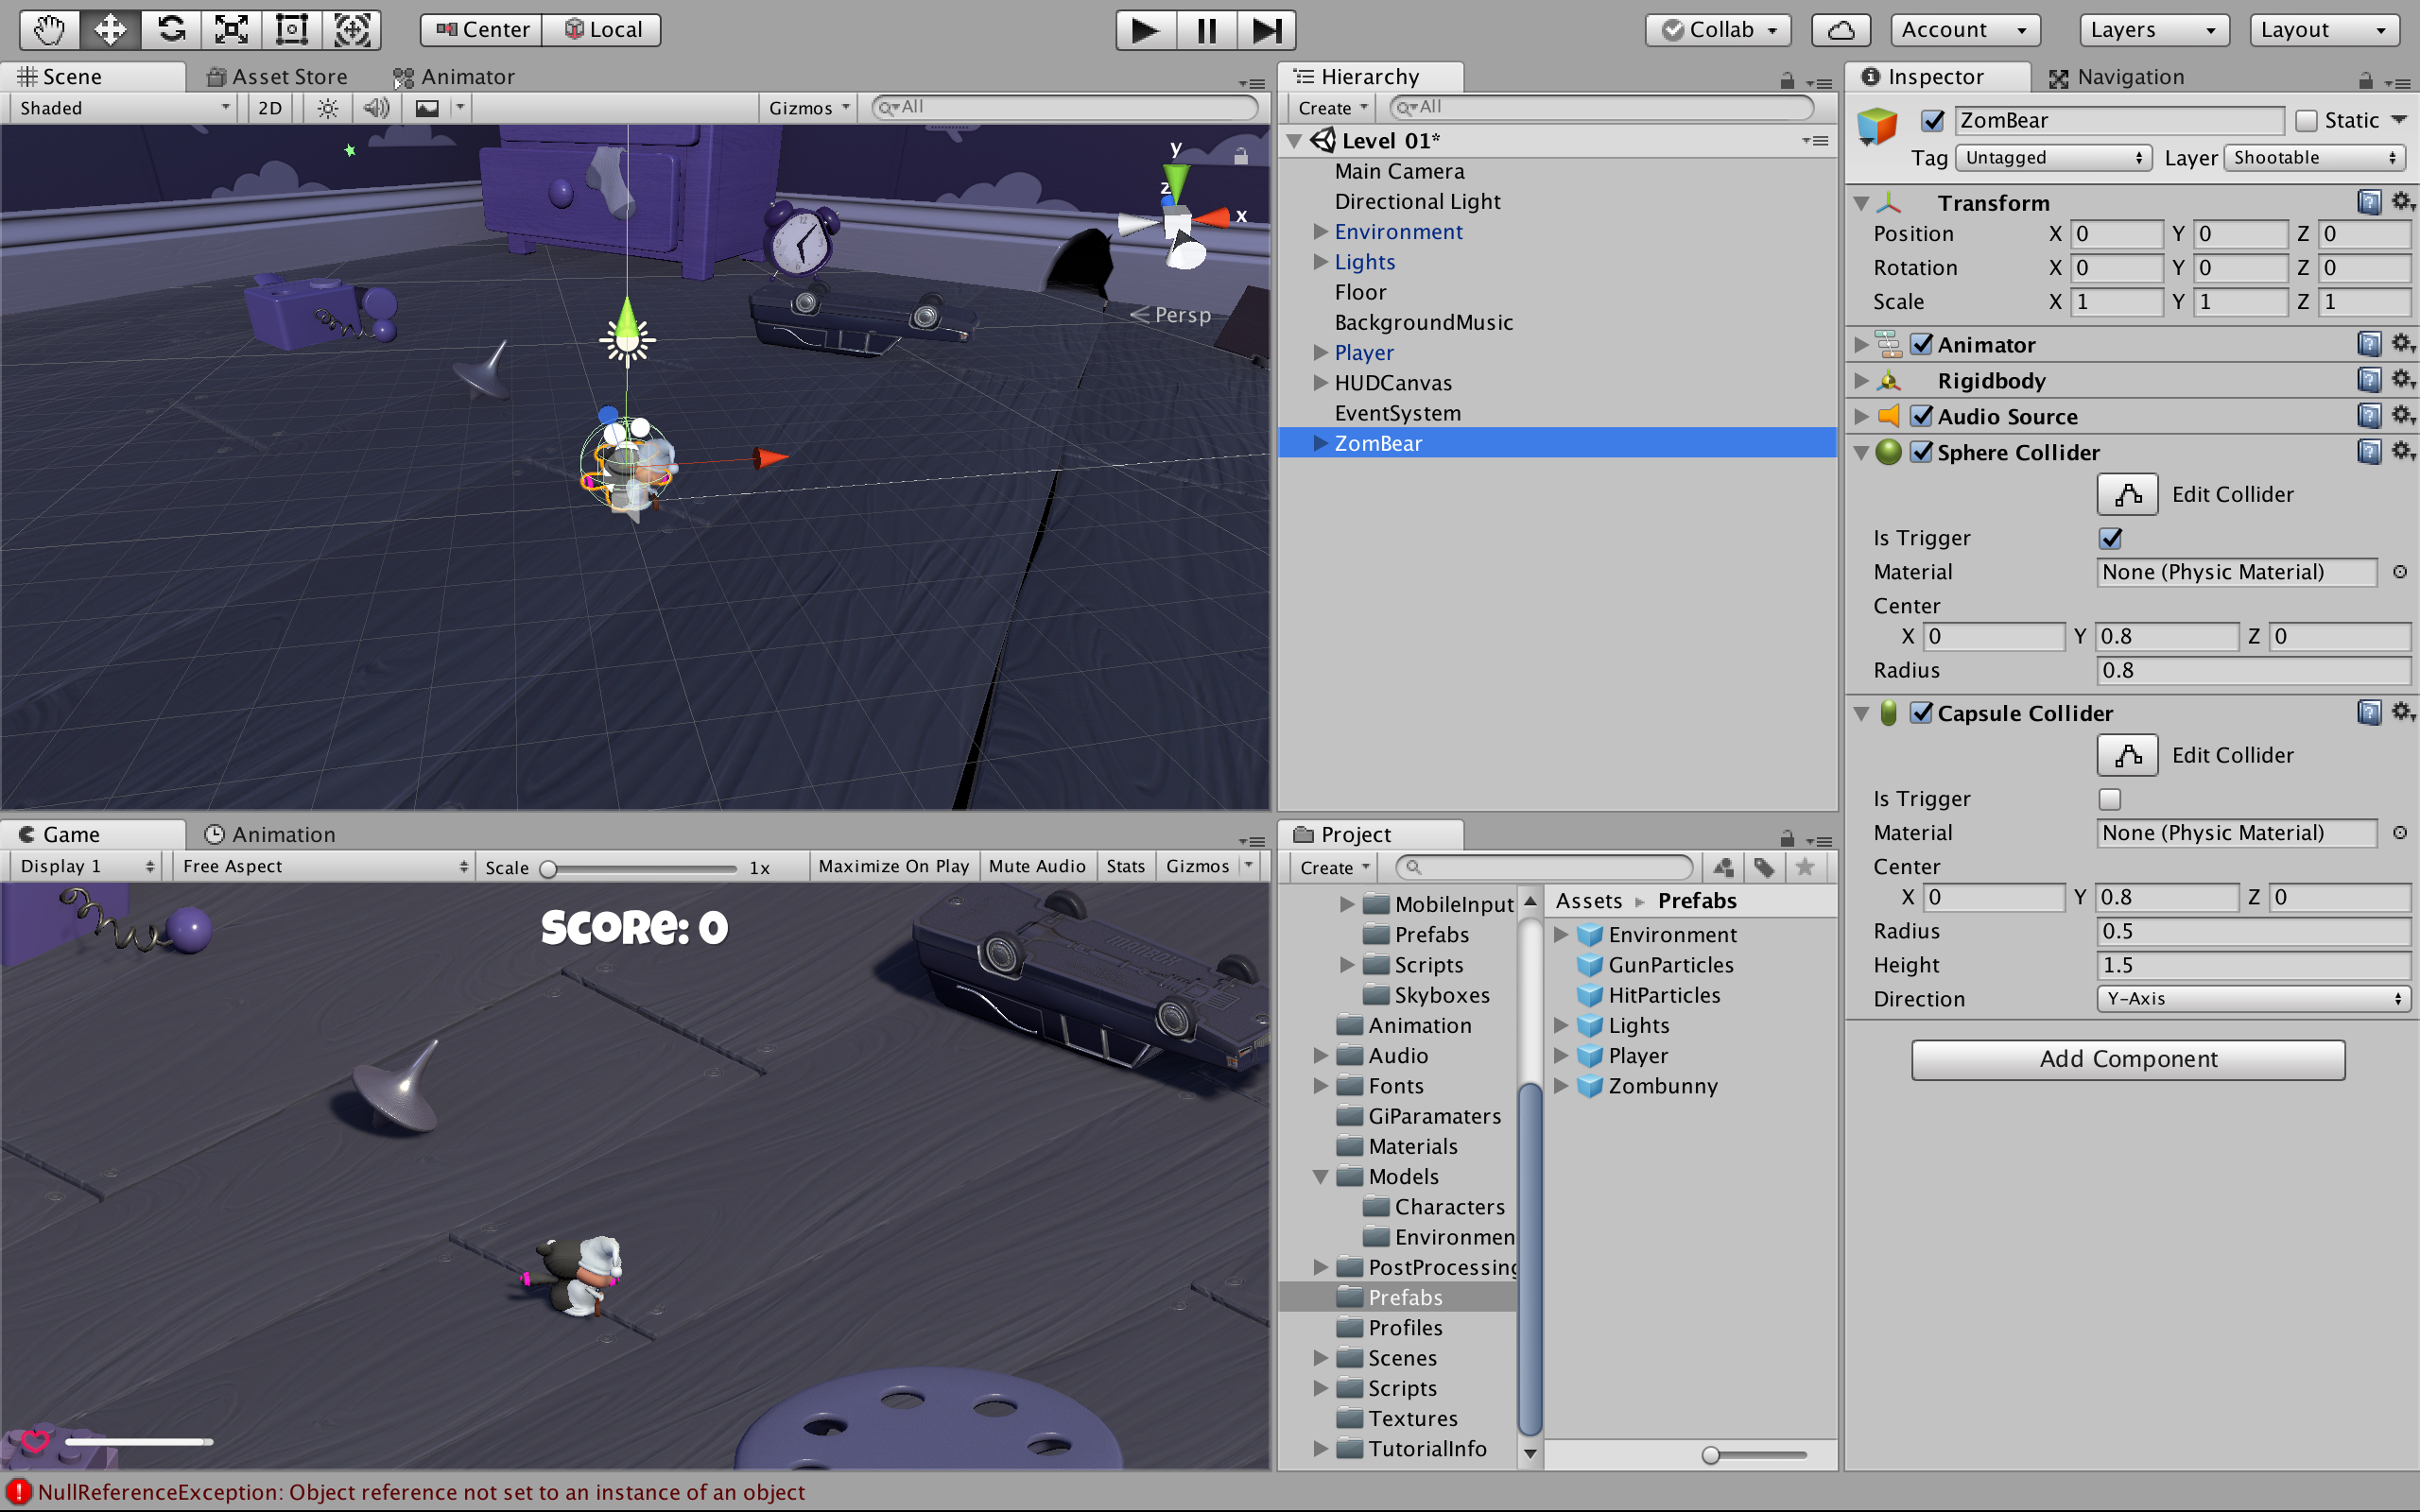 Center Local Collab Account Layers Layout
Scene Asset Store Animator
Shaded 2D Gizmos All
y
z
x
Persp
Hierarchy
Create All
Level 01*
Main Camera
Directional Light
Environment
Lights
Floor
BackgroundMusic
Player
HUDCanvas
EventSystem
ZomBear
Inspector Navigation
ZomBear Static
Tag Untagged Layer Shootable
Transform
Position X 0 Y 0 Z 0
Rotation X 0 Y 0 Z 0
Scale X 1 Y 1 Z 1
Animator
Rigidbody
Audio Source
Sphere Collider
Edit Collider
Is Trigger
Material None (Physic Material)
Center
X 0 Y 0.8 Z 0
Radius 0.8
Capsule Collider
Edit Collider
Is Trigger
Material None (Physic Material)
Center
X 0 Y 0.8 Z 0
Radius 0.5
Height 1.5
Direction Y-Axis
Add Component
Game Animation
Display 1 Free Aspect Scale 1x Maximize On Play Mute Audio Stats Gizmos
SCORE: 0
Project
Create
MobileInput
Prefabs
Scripts
Skyboxes
Animation
Audio
Fonts
GiParamaters
Materials
Models
Characters
Environmen
PostProcessing
Prefabs
Profiles
Scenes
Scripts
Textures
TutorialInfo
Assets Prefabs
Environment
GunParticles
HitParticles
Lights
Player
Zombunny
NullReferenceException: Object reference not set to an instance of an object